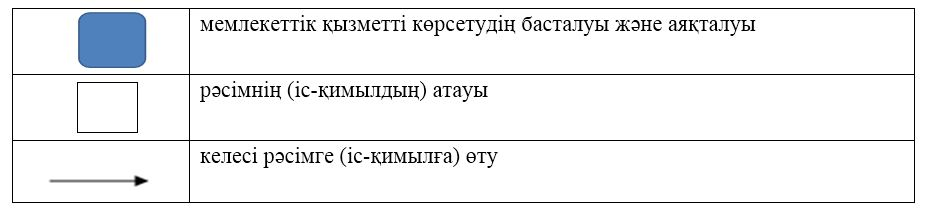 мемлекеттік қызметті көрсетудің басталуы және аяқталуы
рәсімнің (іс-қимылдың) атауы
келесі рәсімге (іс-қимылға) өту